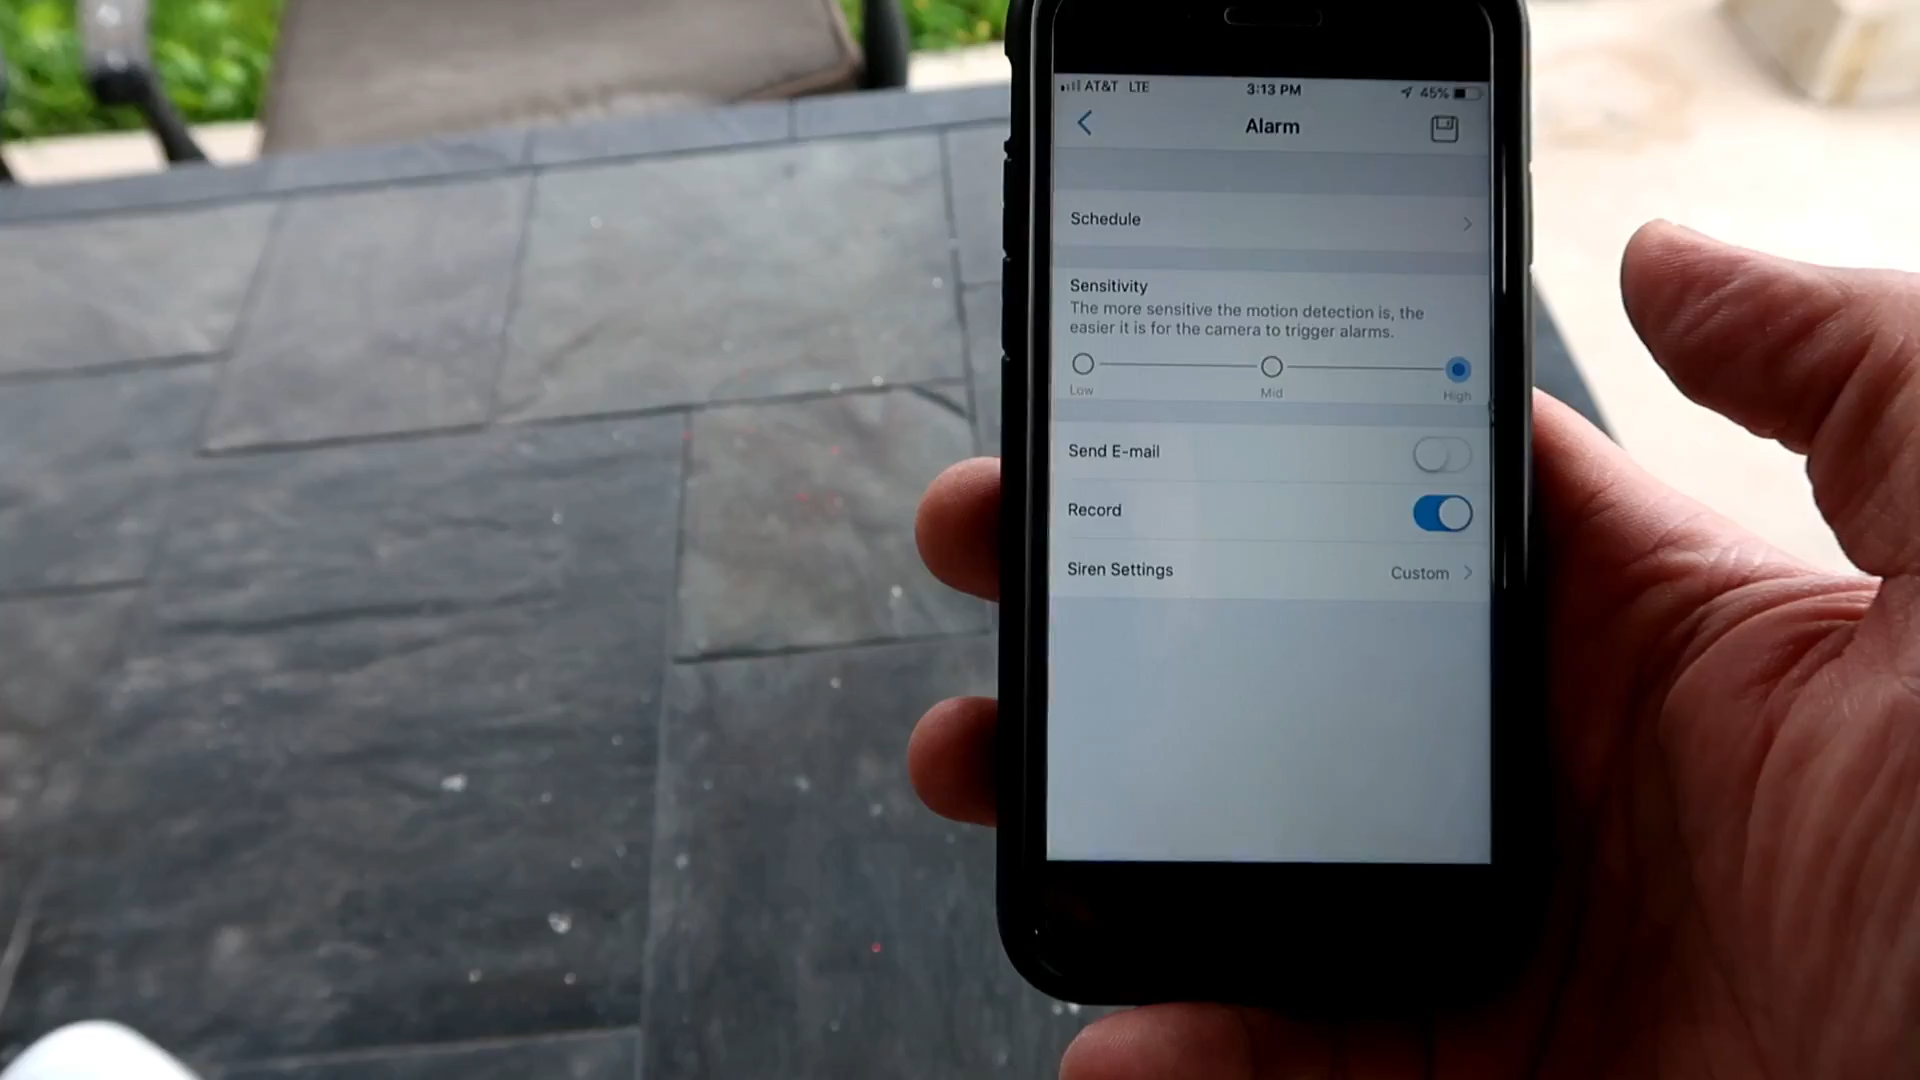 AT&T LTE 3:13 PM 45%
Alarm
Schedule
Sensitivity
The more sensitive the motion detection is, the
easier it is for the camera to trigger alarms.
Low Mid High
Send E-mail
Record
Siren Settings Custom